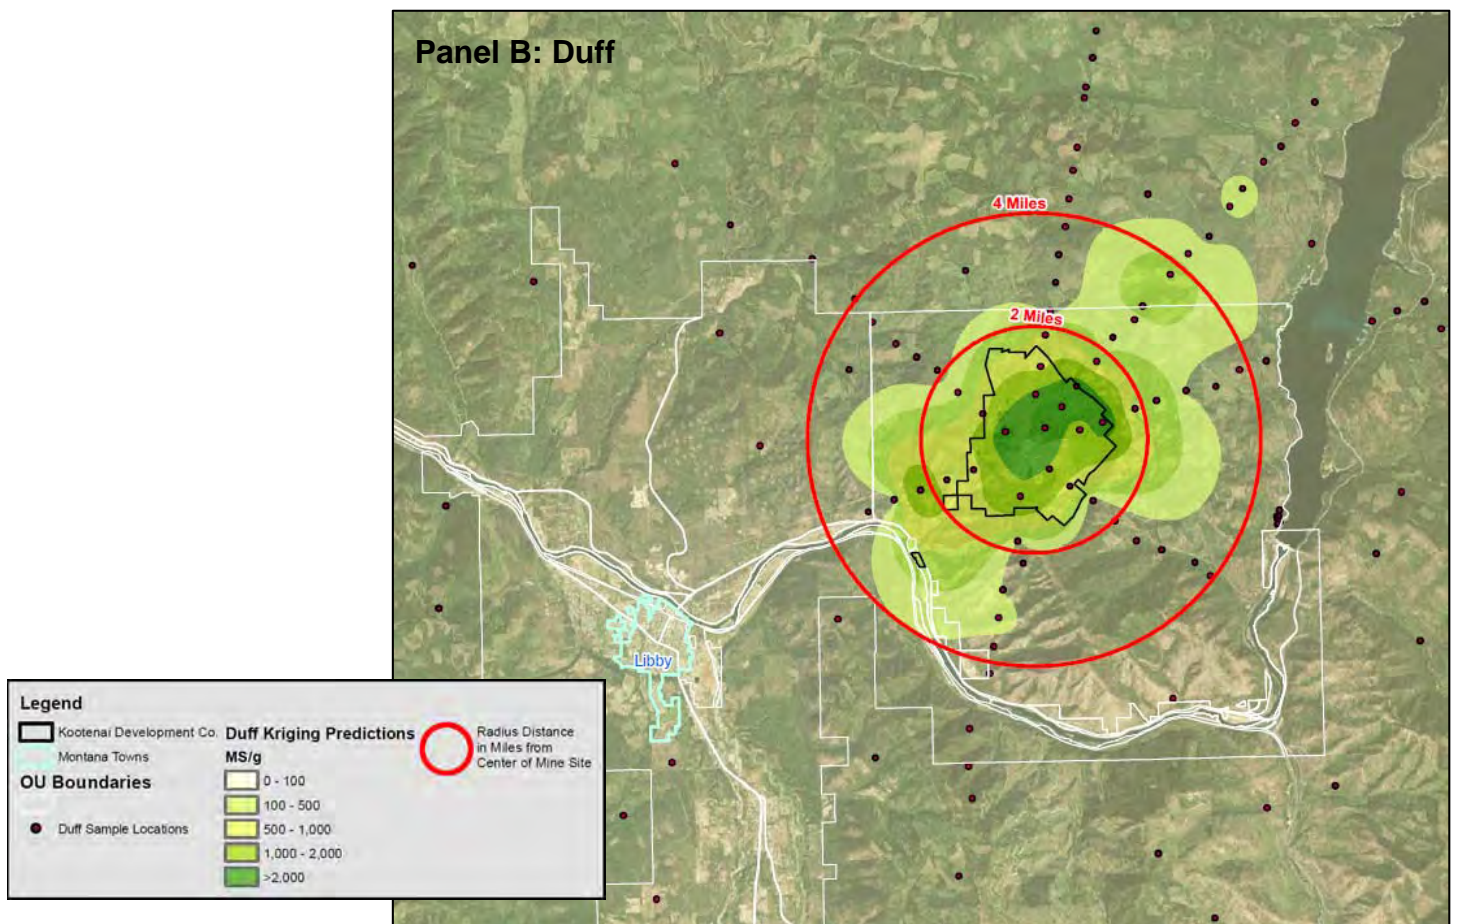 Panel B: Duff
4 Miles
2 Miles
Libby
Legend
Kootenai Development Co.
Montana Towns
OU Boundaries
Duff Sample Locations
Duff Kriging Predictions
MS/g
0 - 100
100 - 500
500 - 1,000
1,000 - 2,000
>2,000
Radius Distance
in Miles from
Center of Mine Site